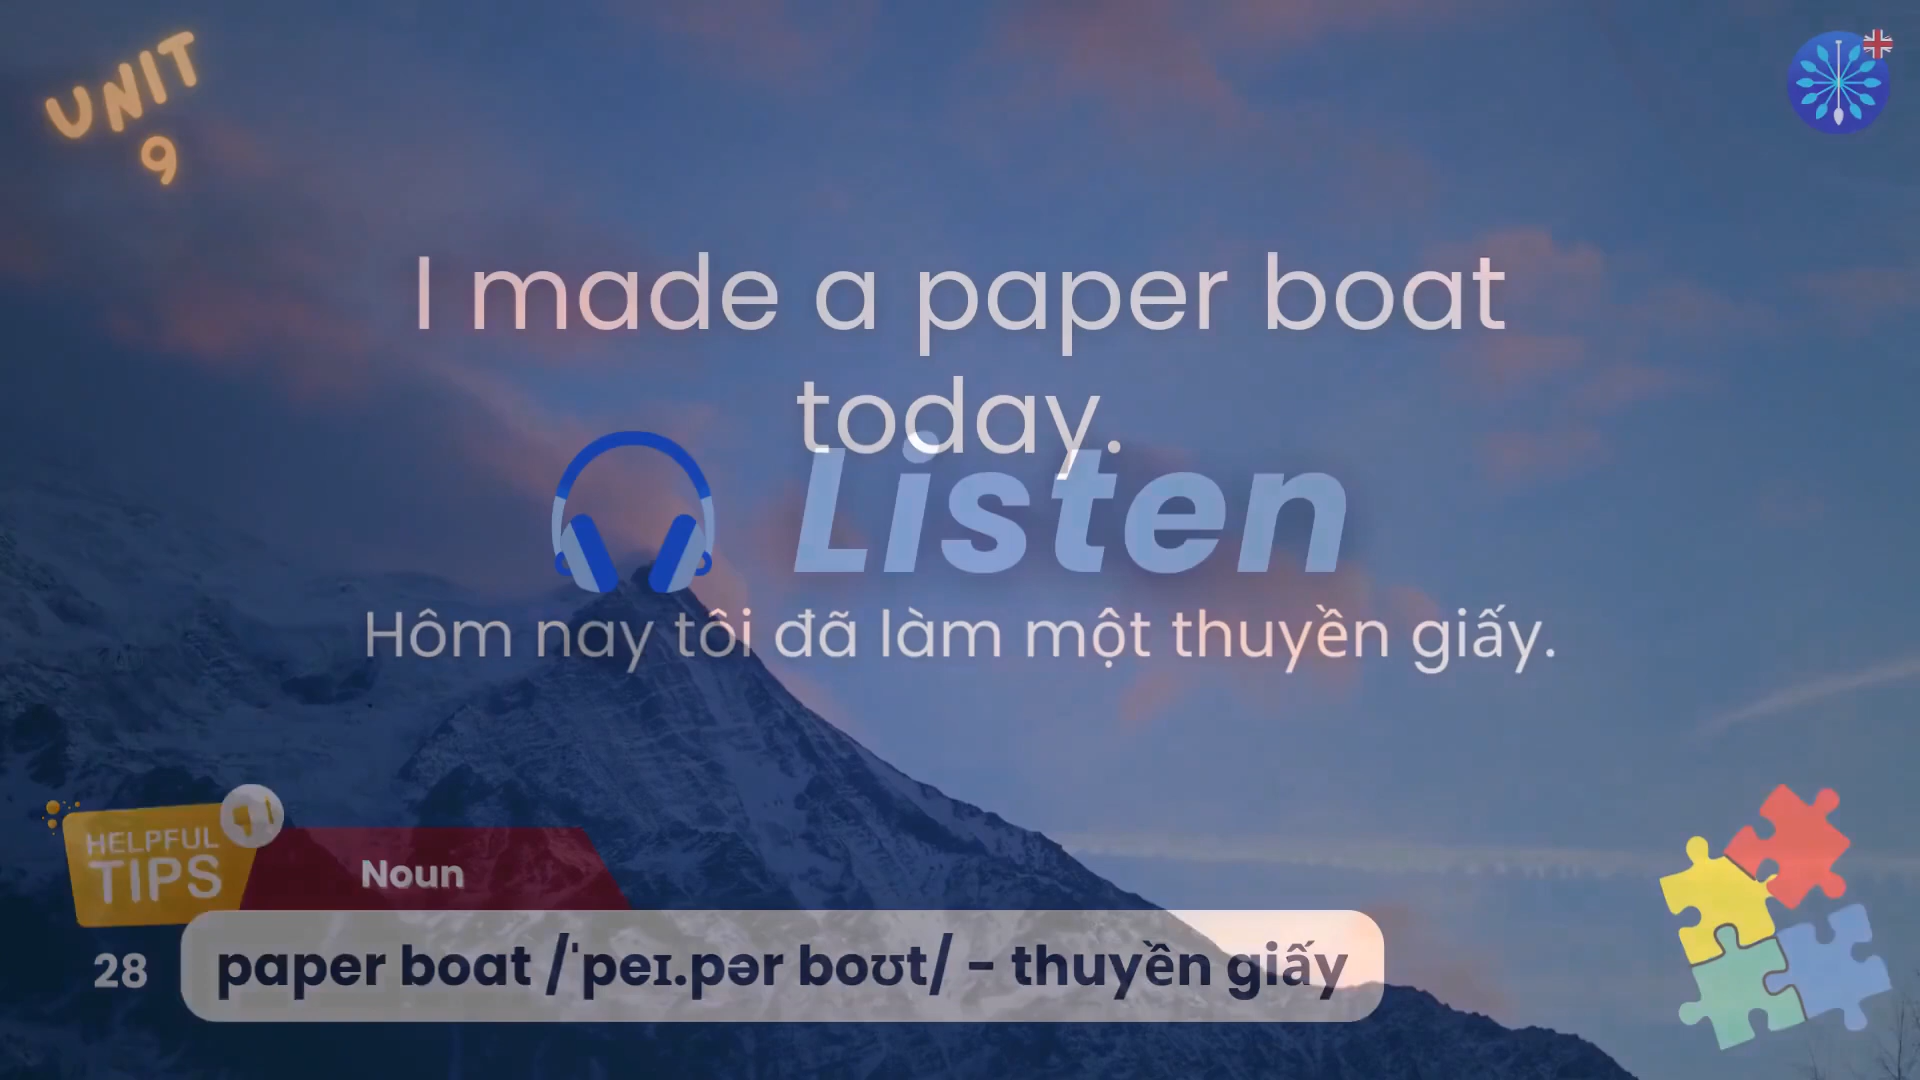 UNIT
9
I made a paper boat
today.
Listen
Hôm nay tôi đã làm một thuyền giấy.
HELPFUL
TIPS
Noun
28
paper boat /ˈpeɪ.pər boʊt/ - thuyền giấy